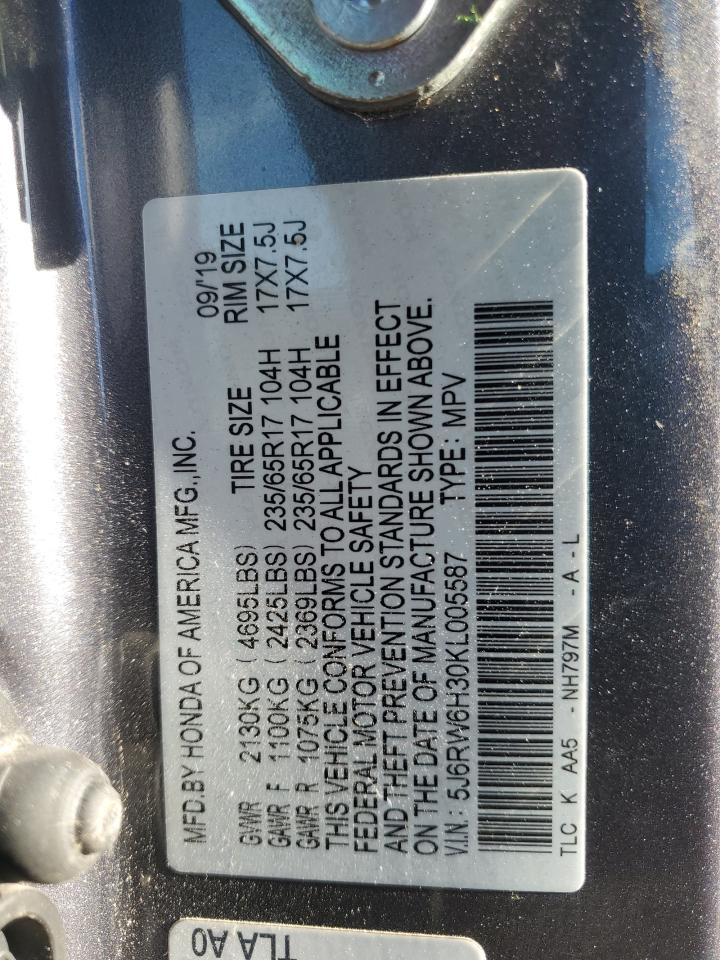 MFD.BY HONDA OF AMERICA MFG.,INC. 09/'19
GVWR 2130KG ( 4695LBS) TIRE SIZE RIM SIZE
GAWR F 1100KG ( 2425LBS) 235/65R17 104H 17X7.5J
GAWR R 1075KG ( 2369LBS) 235/65R17 104H 17X7.5J
THIS VEHICLE CONFORMS TO ALL APPLICABLE
FEDERAL MOTOR VEHICLE SAFETY
AND THEFT PREVENTION STANDARDS IN EFFECT
ON THE DATE OF MANUFACTURE SHOWN ABOVE.
V.I.N.: 5J6RW6H30KL005587 TYPE: MPV
TLC K AA5 - NH797M - A - L
TLA A0